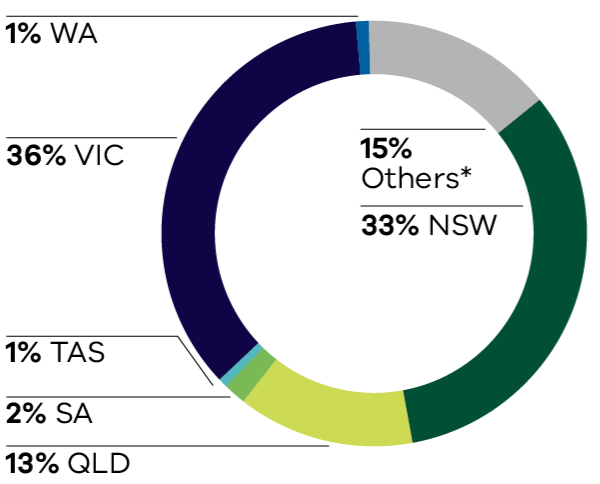 1% WA
36% VIC
15%
Others*
33% NSW
1% TAS
2% SA
13% QLD